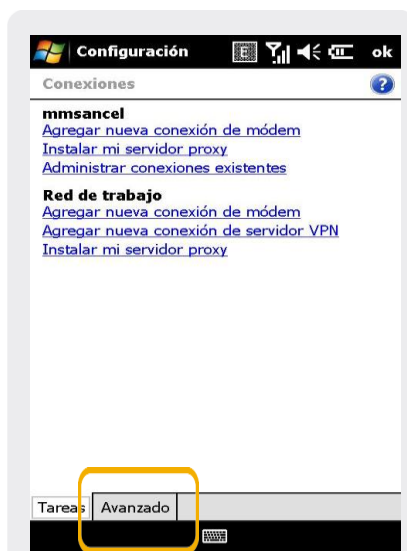 Configuración
E
ok
Conexiones
?
mmsancel
Agregar nueva conexión de módem
Instalar mi servidor proxy
Administrar conexiones existentes
Red de trabajo
Agregar nueva conexión de módem
Agregar nueva conexión de servidor VPN
Instalar mi servidor proxy
Tareas Avanzado